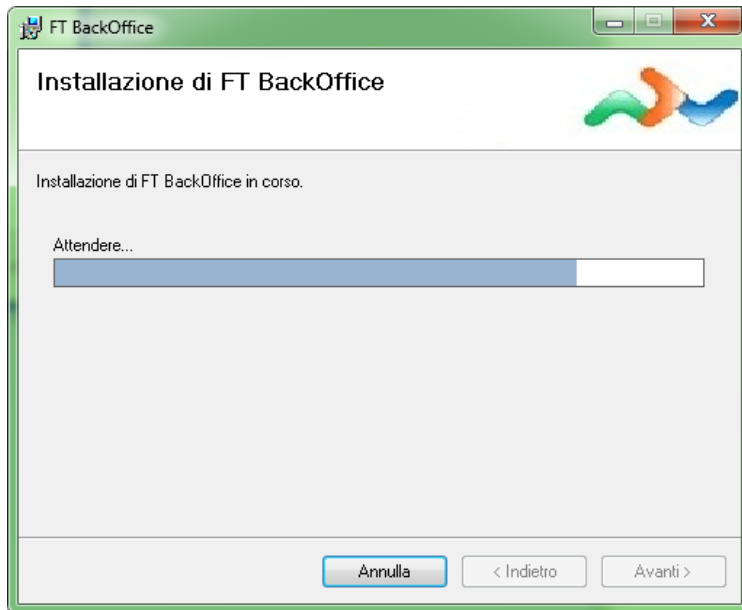 FT BackOffice
Installazione di FT BackOffice
Installazione di FT BackOffice in corso.
Attendere...
Annulla
< Indietro
Avanti >